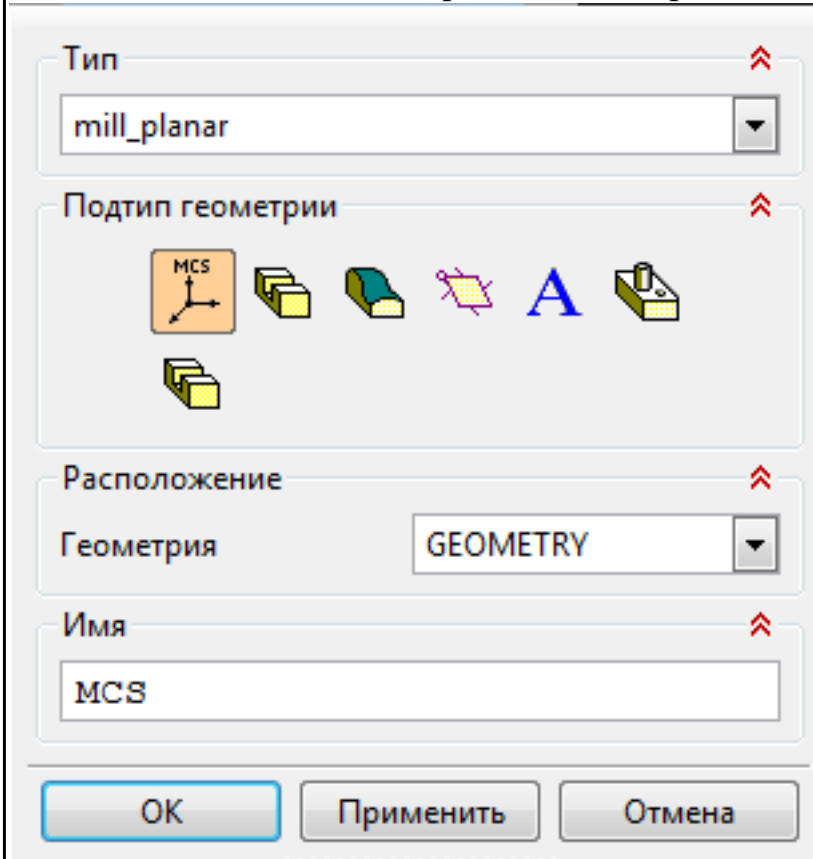 Тип
mill_planar
Подтип геометрии
MCS
A
Расположение
Геометрия GEOMETRY
Имя
MCS
OK Применить Отмена